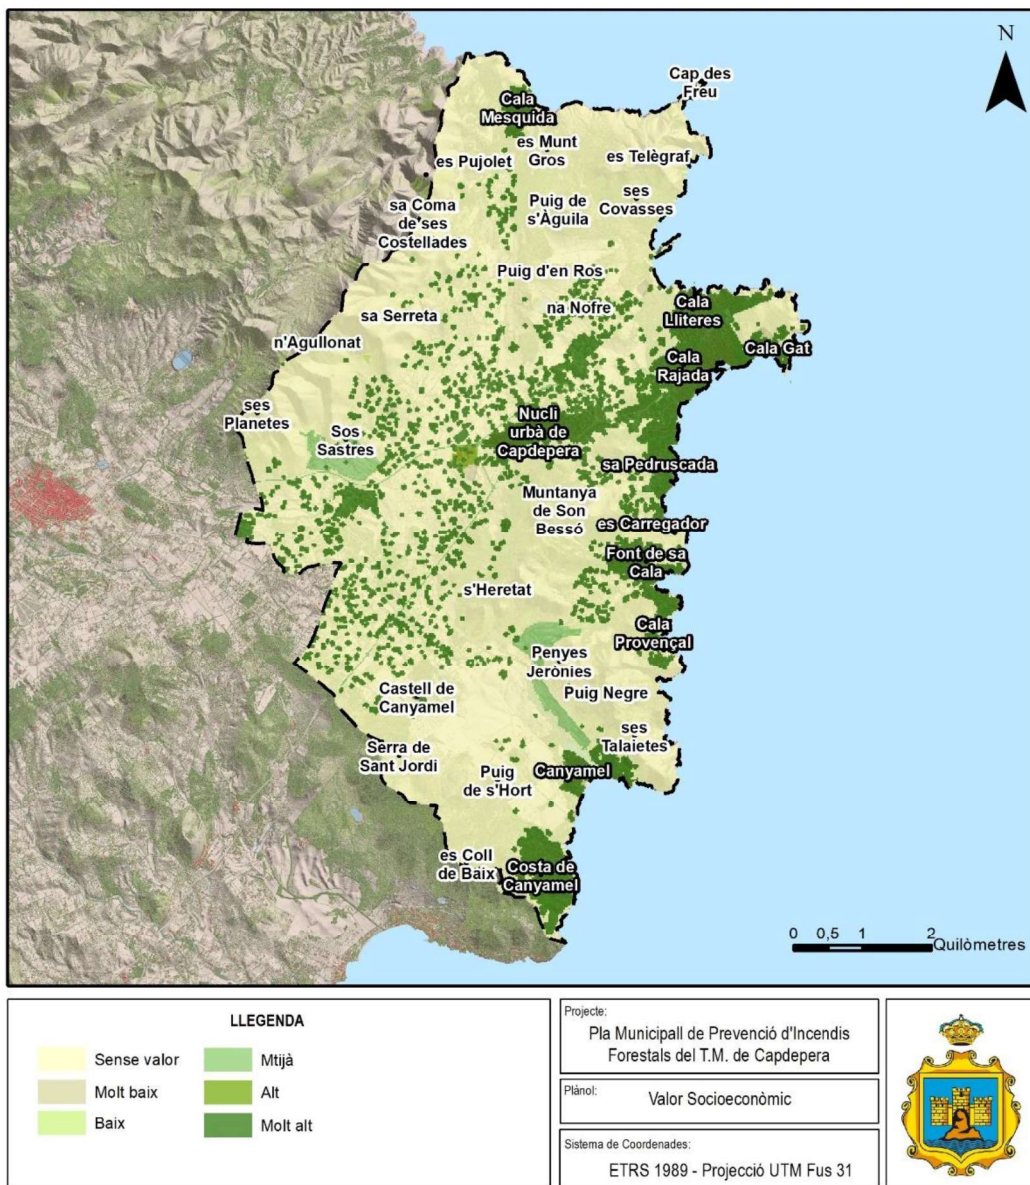 N
Cap des
Freu
Cala
Mesquida
es Munt
Gros
es Pujolet
es Telègraf
ses
Covasses
sa Coma
de ses
Costellades
Puig de
s'Àguila
Puig d'en Ros
na Nofre
Cala
Lliteres
sa Serreta
n'Agullonat
Cala Gat
Cala
Rajada
ses
Planetes
Sos
Sastres
Nucli
urbà de
Capdepera
sa Pedruscada
Muntanya
de Son
Bessó
es Carregador
Font de sa
Cala
s'Heretat
Cala
Provençal
Penyes
Jerònies
Castell de
Canyamel
Puig Negre
ses
Talaietes
Serra de
Sant Jordi
Puig
de s'Hort
Canyamel
es Coll
de Baix
Costa de
Canyamel
0 0,5 1 2
Quilòmetres
LLEGENDA
Sense valor
Molt baix
Baix
Mtijà
Alt
Molt alt
Projecte:
Pla Municipall de Prevenció d'Incendis
Forestals del T.M. de Capdepera
Plànol:
Valor Socioeconòmic
Sistema de Coordenades:
ETRS 1989 - Projecció UTM Fus 31